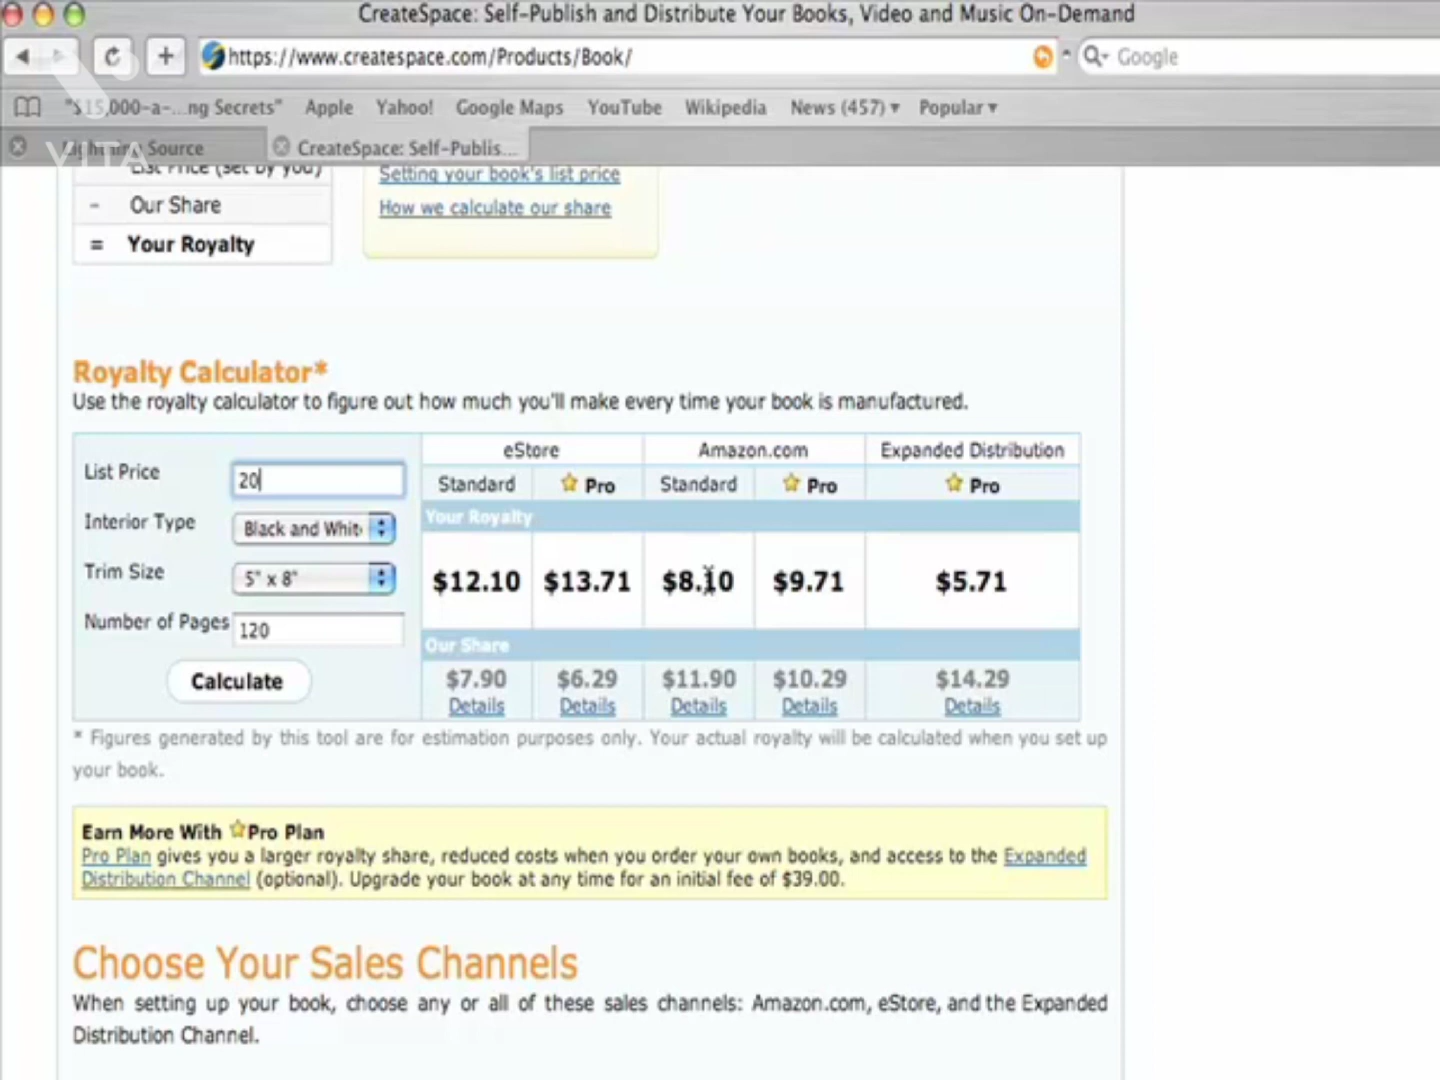 CreateSpace: Self-Publish and Distribute Your Books, Video and Music On-Demand
https://www.createspace.com/Products/Book/
Google
"$15,000-a-...ng Secrets" Apple Yahoo! Google Maps YouTube Wikipedia News (457) Popular
Lightning Source CreateSpace: Self-Publis...
VITA
List Price (set by you)
Setting your book's list price
- Our Share
How we calculate our share
= Your Royalty
Royalty Calculator*
Use the royalty calculator to figure out how much you'll make every time your book is manufactured.
eStore Amazon.com Expanded Distribution
List Price 20
Standard Pro Standard Pro Pro
Your Royalty
Interior Type Black and Whit
Trim Size 5" x 8"
$12.10 $13.71 $8.10 $9.71 $5.71
Number of Pages 120
Our Share
Calculate
$7.90 $6.29 $11.90 $10.29 $14.29
Details Details Details Details Details
* Figures generated by this tool are for estimation purposes only. Your actual royalty will be calculated when you set up
your book.
Earn More With Pro Plan
Pro Plan gives you a larger royalty share, reduced costs when you order your own books, and access to the Expanded
Distribution Channel (optional). Upgrade your book at any time for an initial fee of $39.00.
Choose Your Sales Channels
When setting up your book, choose any or all of these sales channels: Amazon.com, eStore, and the Expanded
Distribution Channel.